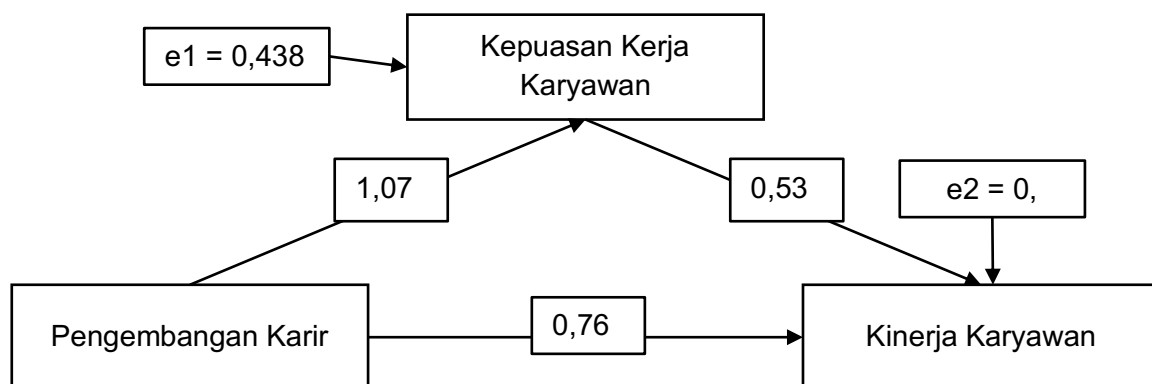 Kepuasan Kerja
Karyawan
e1 = 0,438
1,07
0,53
e2 = 0,
Pengembangan Karir
0,76
Kinerja Karyawan